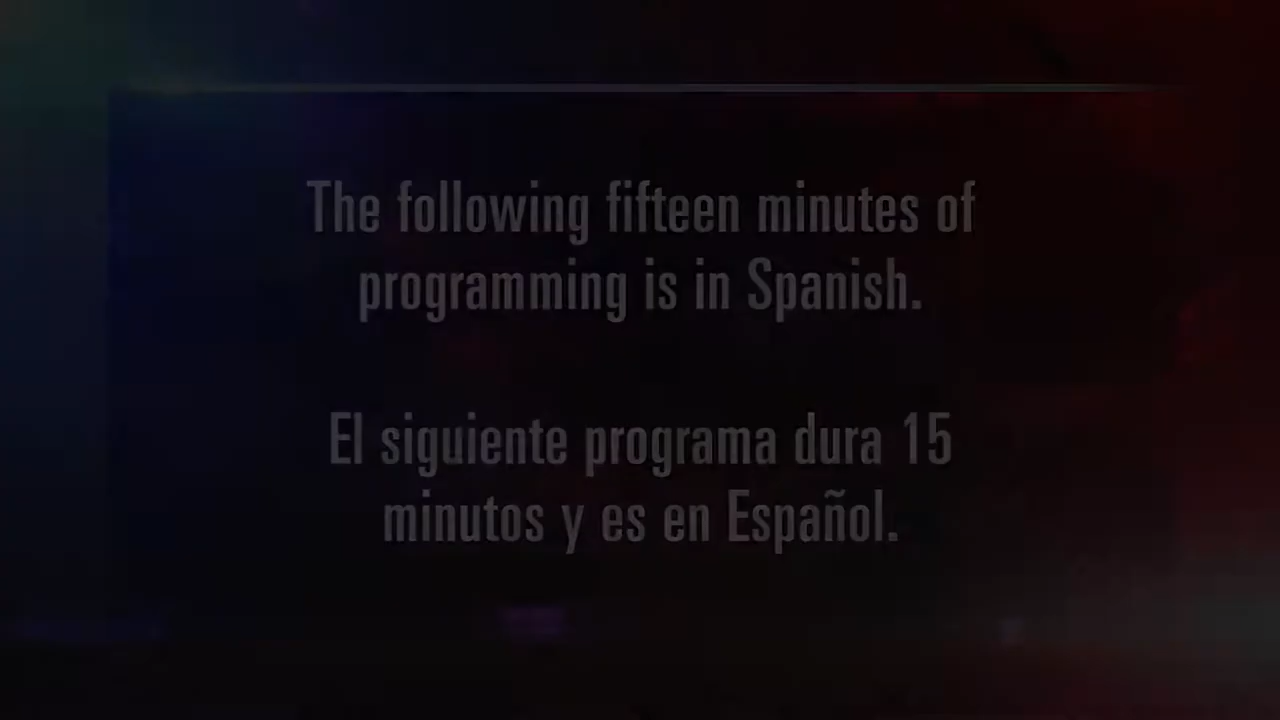 The following fifteen minutes of
programming is in Spanish.
El siguiente programa dura 15
minutos y es en Español.